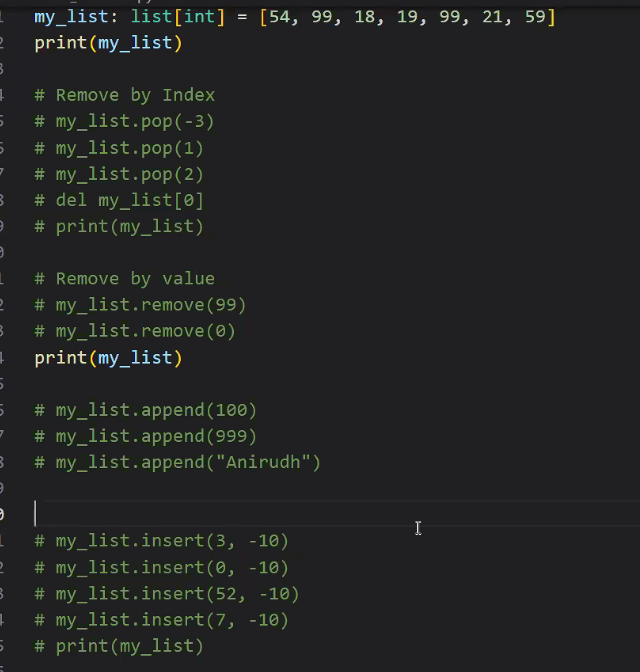 my_list: list[int] = [54, 99, 18, 19, 99, 21, 59]
2 print(my_list)
3
4 # Remove by Index
5 # my_list.pop(-3)
6 # my_list.pop(1)
7 # my_list.pop(2)
8 # del my_list[0]
9 # print(my_list)
0
1 # Remove by value
2 # my_list.remove(99)
3 # my_list.remove(0)
4 print(my_list)
5
6 # my_list.append(100)
7 # my_list.append(999)
8 # my_list.append("Anirudh")
9
0
1 # my_list.insert(3, -10)
2 # my_list.insert(0, -10)
3 # my_list.insert(52, -10)
4 # my_list.insert(7, -10)
5 # print(my_list)